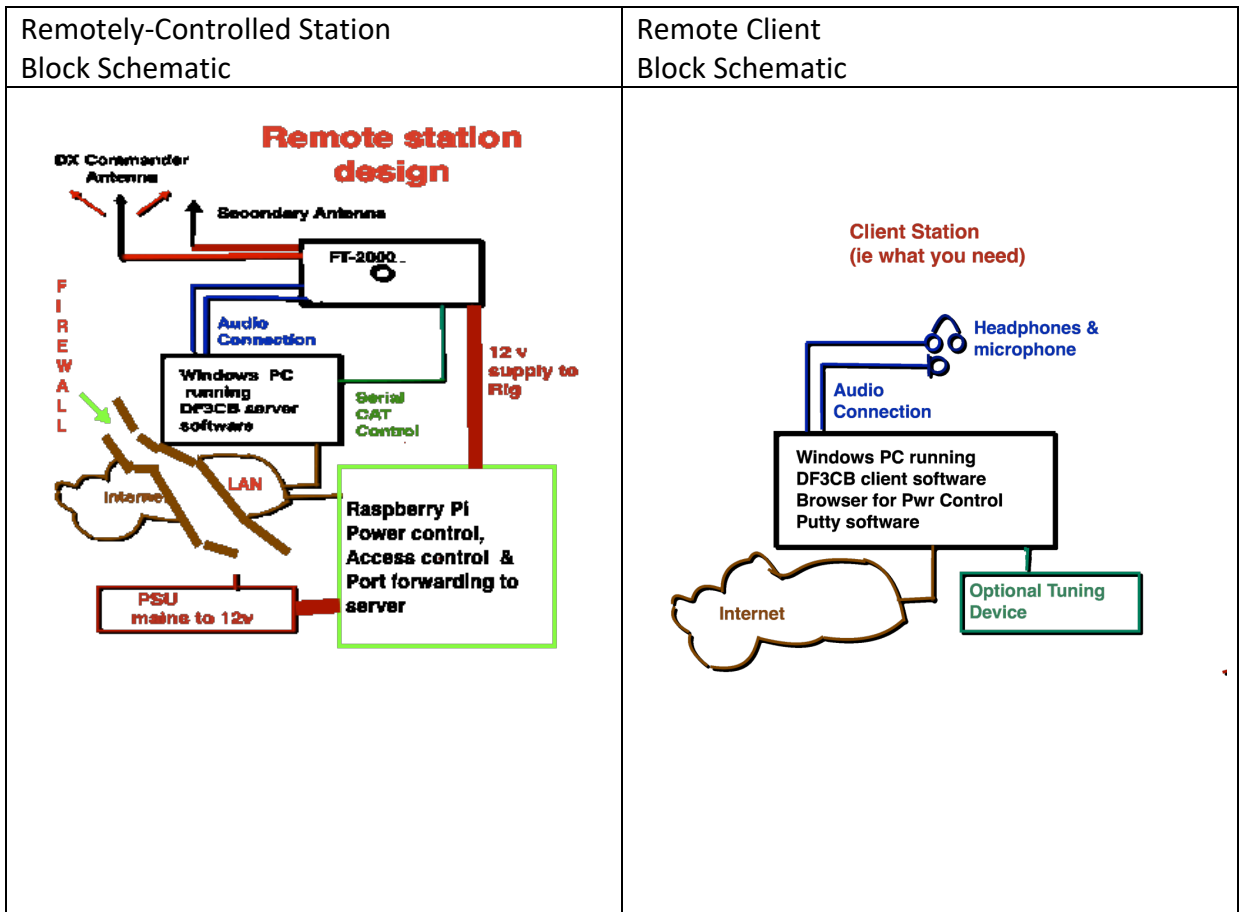 Remotely-Controlled Station
Block Schematic
Remote Client
Block Schematic
Remote station
design
DX Commander
Antenna
Secondary Antenna
FT-2000
F
I
R
E
W
A
L
L
Audio
Connection
12 v
supply to
Rig
Windows PC
running
DF3CB server
software
Serial
CAT
Control
Internet
LAN
Raspberry Pi
Power control,
Access control &
Port forwarding to
server
PSU
mains to 12v
Client Station
(ie what you need)
Headphones &
microphone
Audio
Connection
Windows PC running
DF3CB client software
Browser for Pwr Control
Putty software
Internet
Optional Tuning
Device